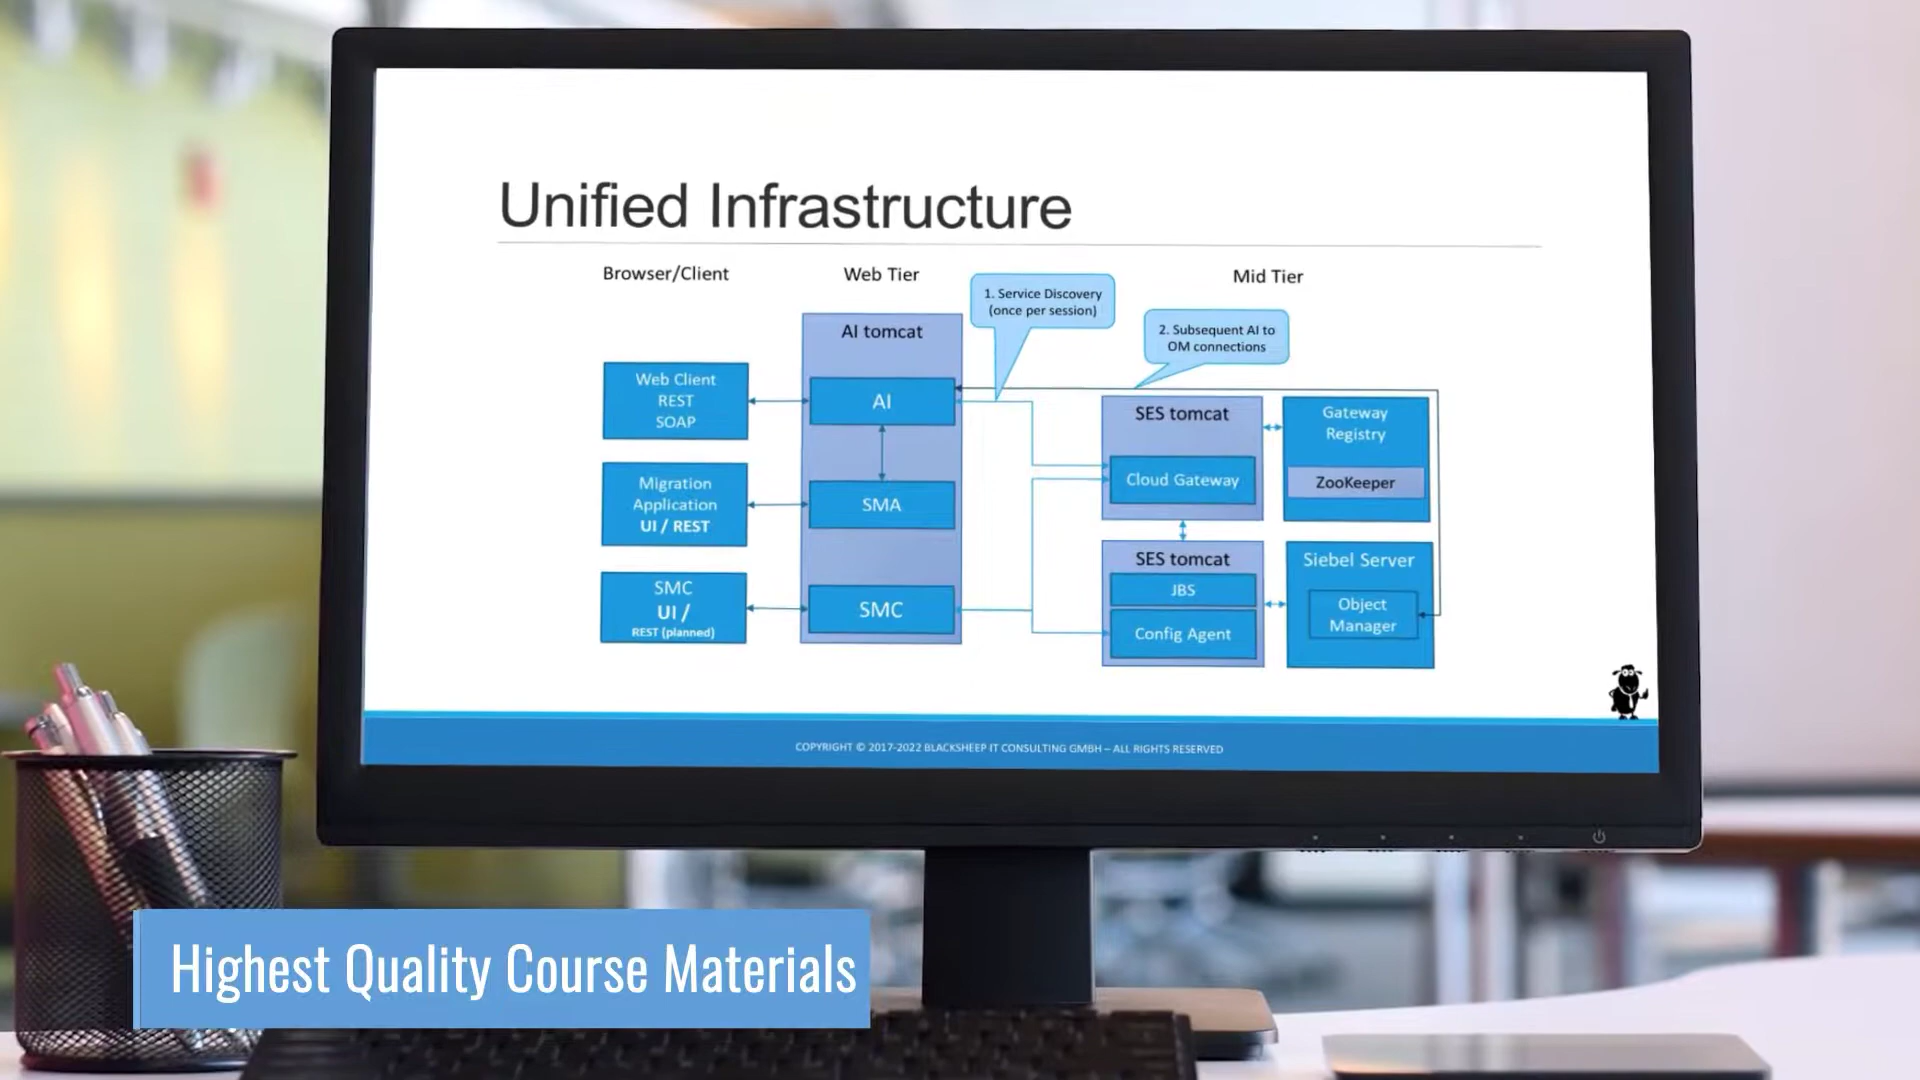 Unified Infrastructure
Browser/Client
Web Tier
Mid Tier
1. Service Discovery
(once per session)
2. Subsequent AI to
OM connections
AI tomcat
Web Client
REST
SOAP
AI
Migration
Application
UI / REST
SMA
SMC
UI /
REST (planned)
SMC
SES tomcat
Cloud Gateway
Gateway
Registry
ZooKeeper
SES tomcat
JBS
Config Agent
Siebel Server
Object
Manager
COPYRIGHT © 2017-2022 BLACKSHEEP IT CONSULTING GMBH – ALL RIGHTS RESERVED
Highest Quality Course Materials